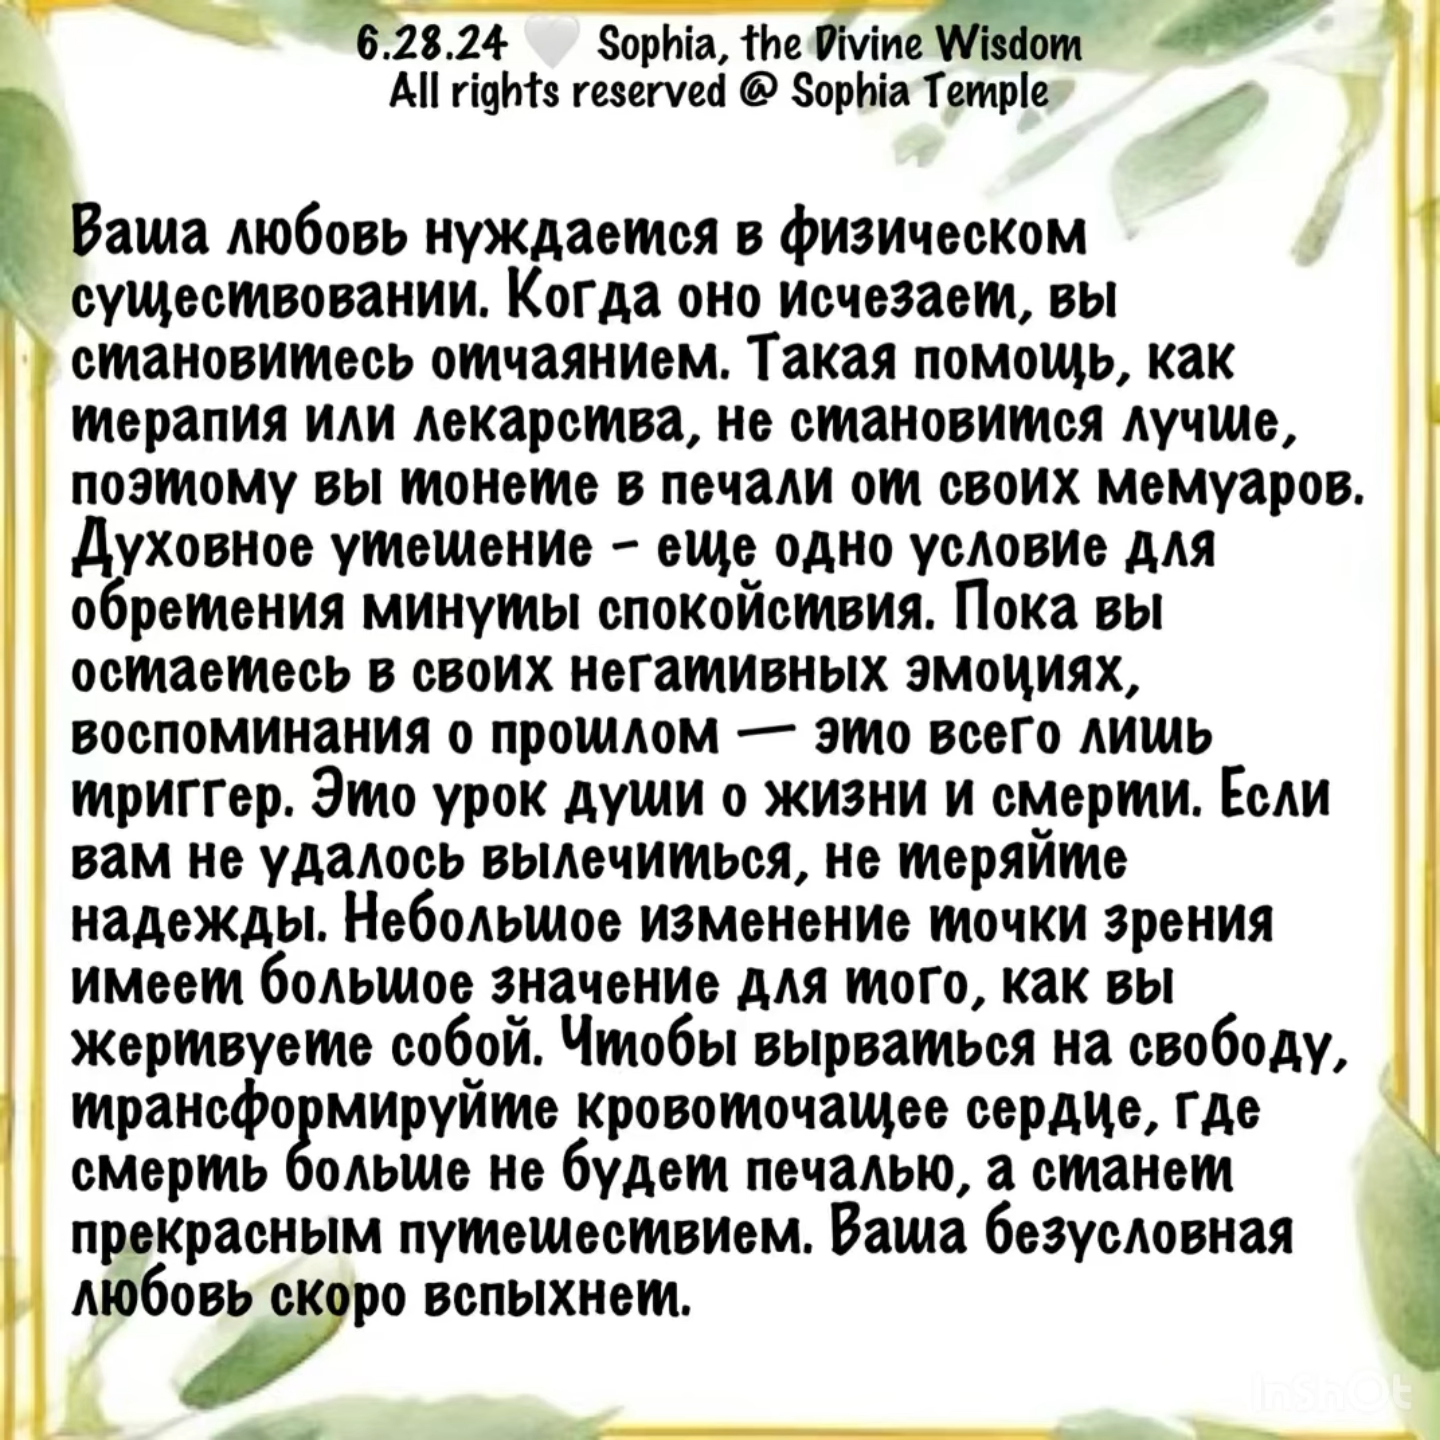 6.28.24 🤍 Sophia, the Divine Wisdom
All rights reserved @ Sophia Temple
Ваша любовь нуждается в физическом
существовании. Когда оно исчезает, вы
становитесь отчаянием. Такая помощь, как
терапия или лекарства, не становится лучше,
поэтому вы тонете в печали от своих мемуаров.
Духовное утешение – еще одно условие для
обретения минуты спокойствия. Пока вы
остаетесь в своих негативных эмоциях,
воспоминания о прошлом — это всего лишь
триггер. Это урок души о жизни и смерти. Если
вам не удалось вылечиться, не теряйте
надежды. Небольшое изменение точки зрения
имеет большое значение для того, как вы
жертвуете собой. Чтобы вырваться на свободу,
трансформируйте кровоточащее сердце, где
смерть больше не будет печалью, а станет
прекрасным путешествием. Ваша безусловная
любовь скоро вспыхнет.
InShOt